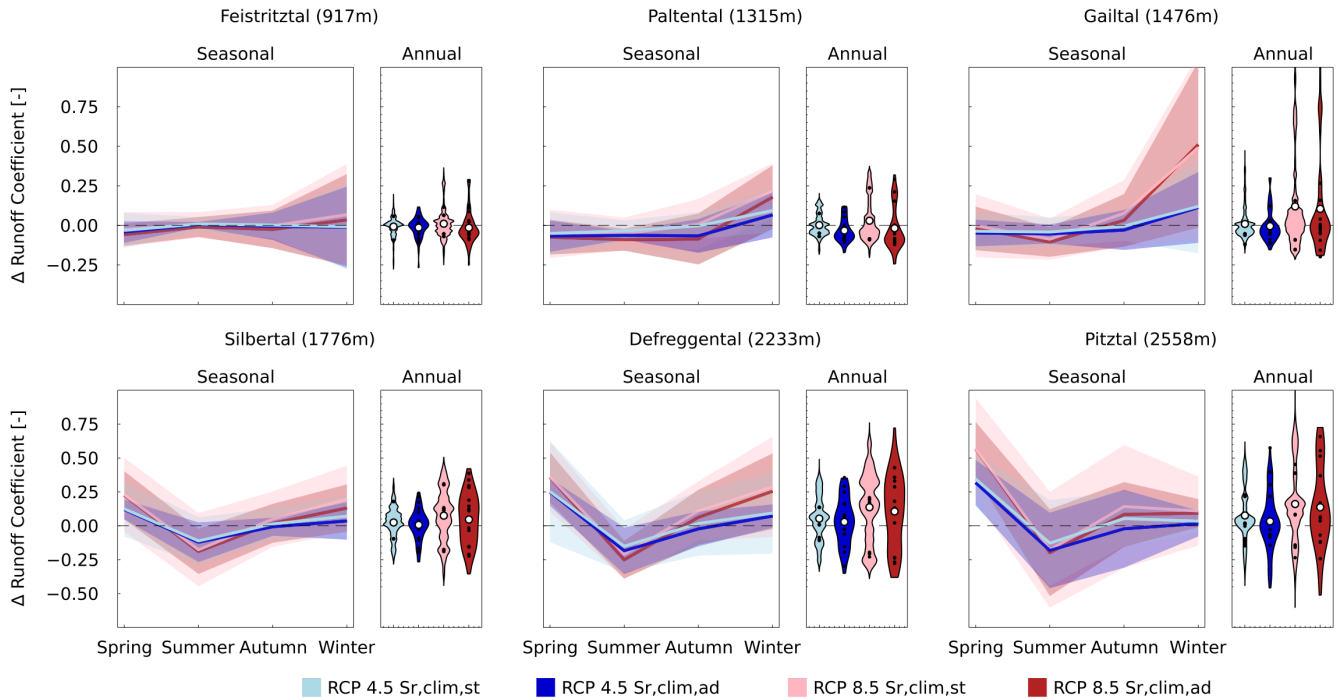 Feistritztal (917m) Paltental (1315m) Gailtal (1476m)
Seasonal Annual Seasonal Annual Seasonal Annual
Δ Runoff Coefficient [-]
0.75
0.50
0.25
0.00
−0.25
Silbertal (1776m) Defreggental (2233m) Pitztal (2558m)
Seasonal Annual Seasonal Annual Seasonal Annual
Δ Runoff Coefficient [-]
0.75
0.50
0.25
0.00
−0.25
−0.50
Spring Summer Autumn Winter Spring Summer Autumn Winter Spring Summer Autumn Winter
RCP 4.5 Sr,clim,st RCP 4.5 Sr,clim,ad RCP 8.5 Sr,clim,st RCP 8.5 Sr,clim,ad